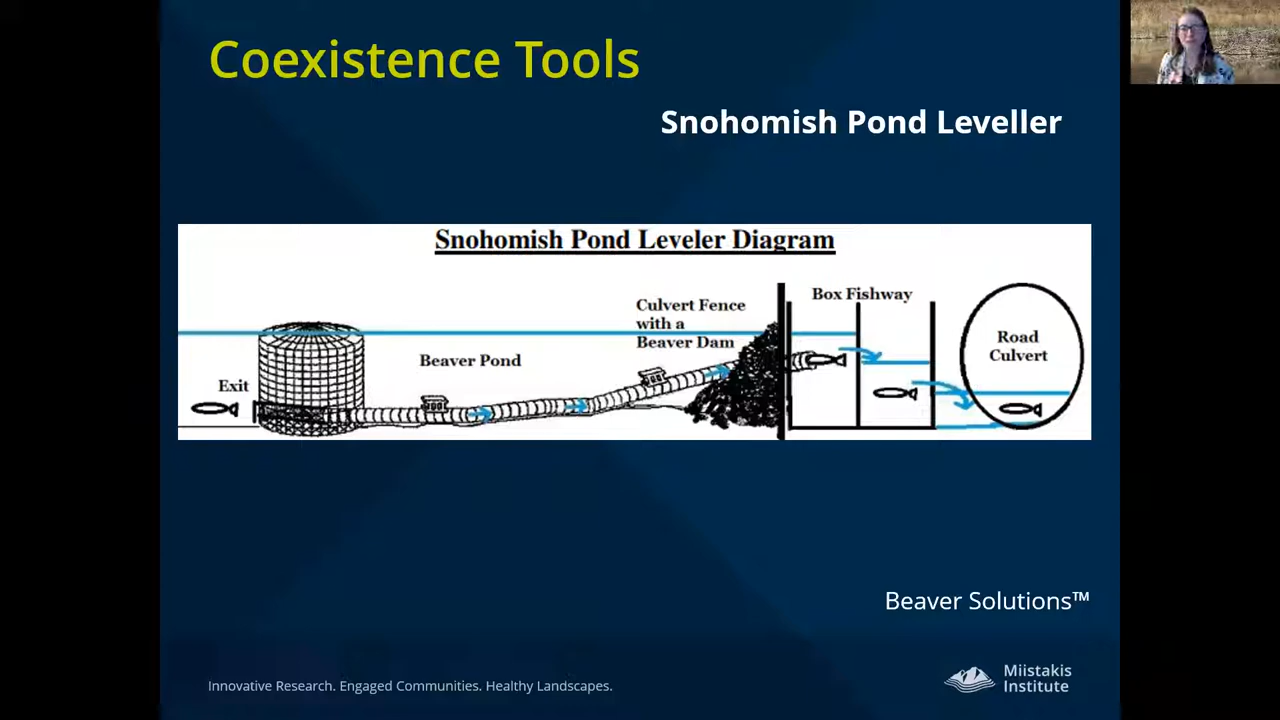 Coexistence Tools
Snohomish Pond Leveller
Snohomish Pond Leveler Diagram
Exit
Beaver Pond
Culvert Fence
with a
Beaver Dam
Box Fishway
Road
Culvert
Beaver Solutions™
Innovative Research. Engaged Communities. Healthy Landscapes.
Miistakis
Institute